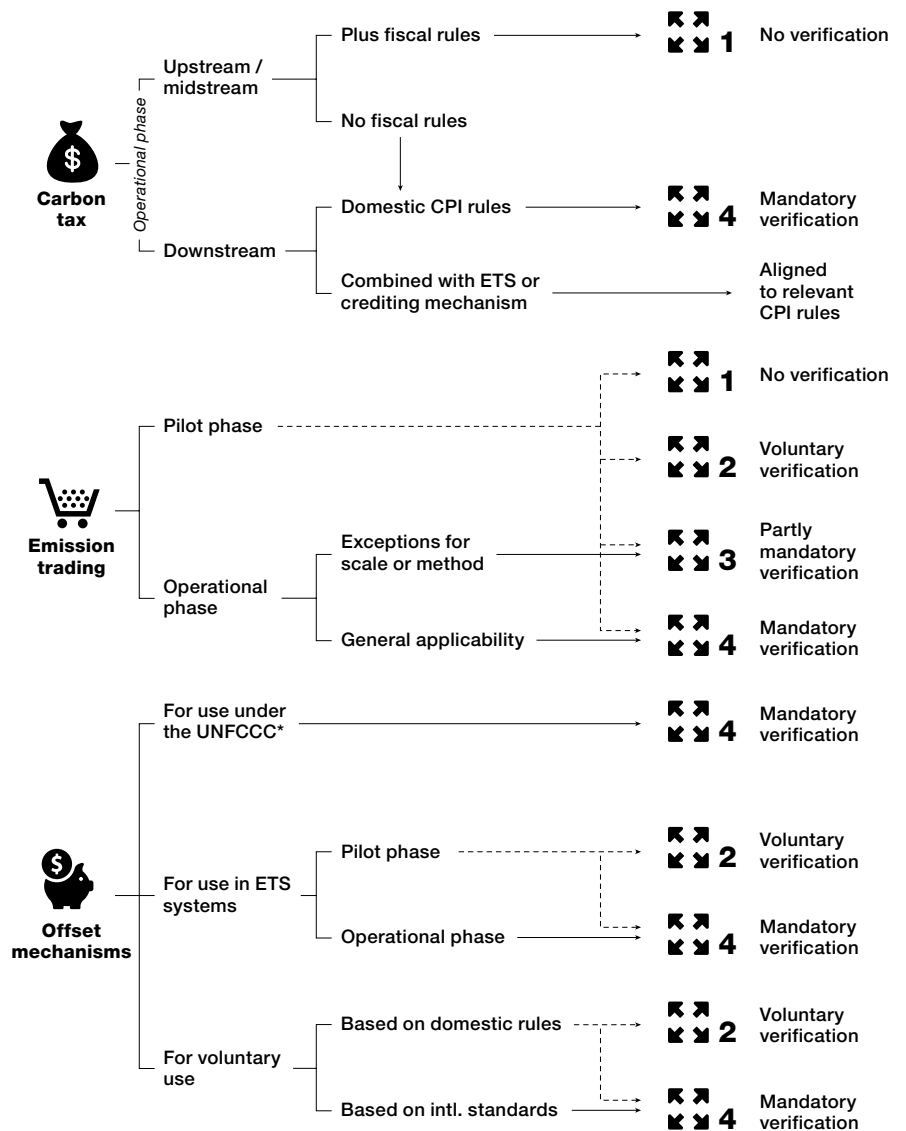 Plus fiscal rules
1 No verification
Upstream /
midstream
Operational phase
No fiscal rules
$
Carbon
tax
Domestic CPI rules
4 Mandatory
verification
Downstream
Combined with ETS or
crediting mechanism
Aligned
to relevant
CPI rules
1 No verification
Pilot phase
2 Voluntary
verification
Emission
trading
Exceptions for
scale or method
3 Partly
mandatory
verification
Operational
phase
General applicability
4 Mandatory
verification
For use under
the UNFCCC*
4 Mandatory
verification
Pilot phase
2 Voluntary
verification
$
Offset
mechanisms
For use in ETS
systems
Operational phase
4 Mandatory
verification
Based on domestic rules
2 Voluntary
verification
For voluntary
use
Based on intl. standards
4 Mandatory
verification